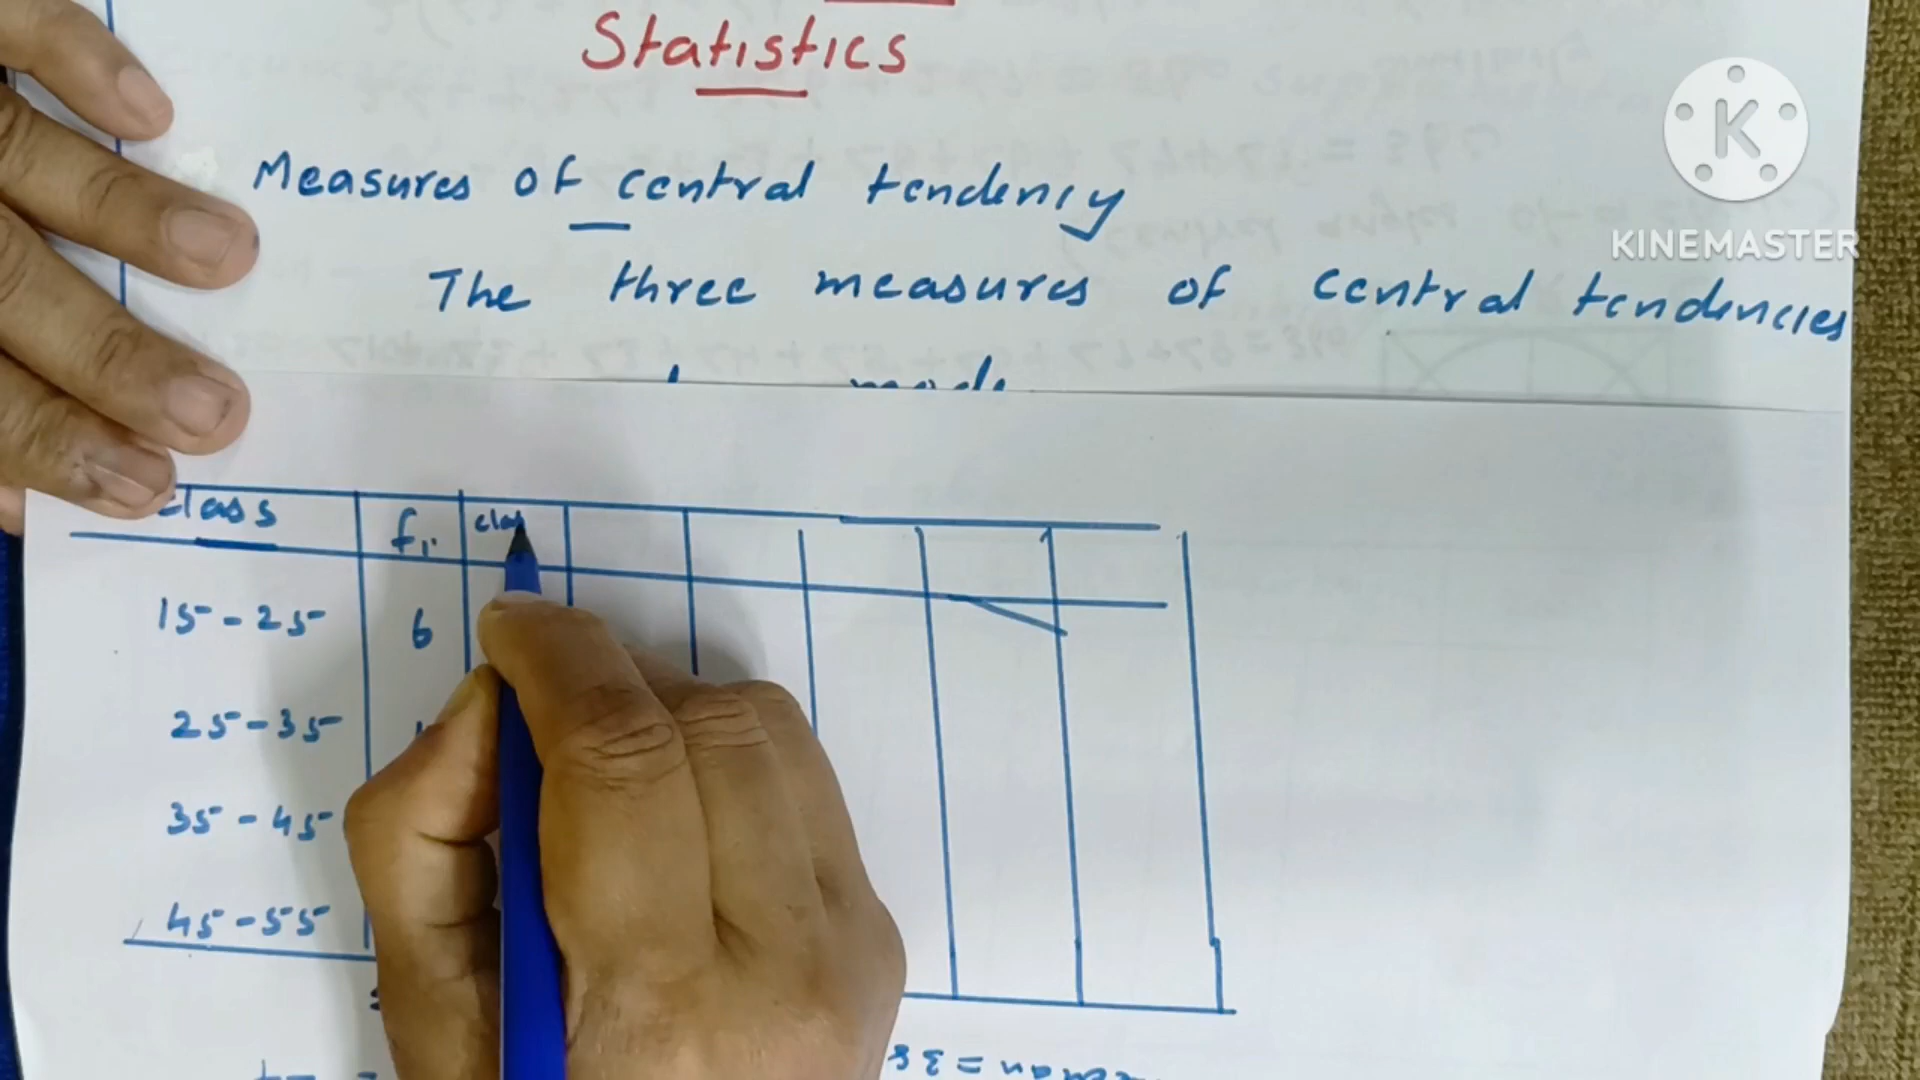 Statistics
Measures of central tendency
The three measures of central tendencies
KINEMASTER
class fi clas
15-25 6
25-35
35-45
45-55